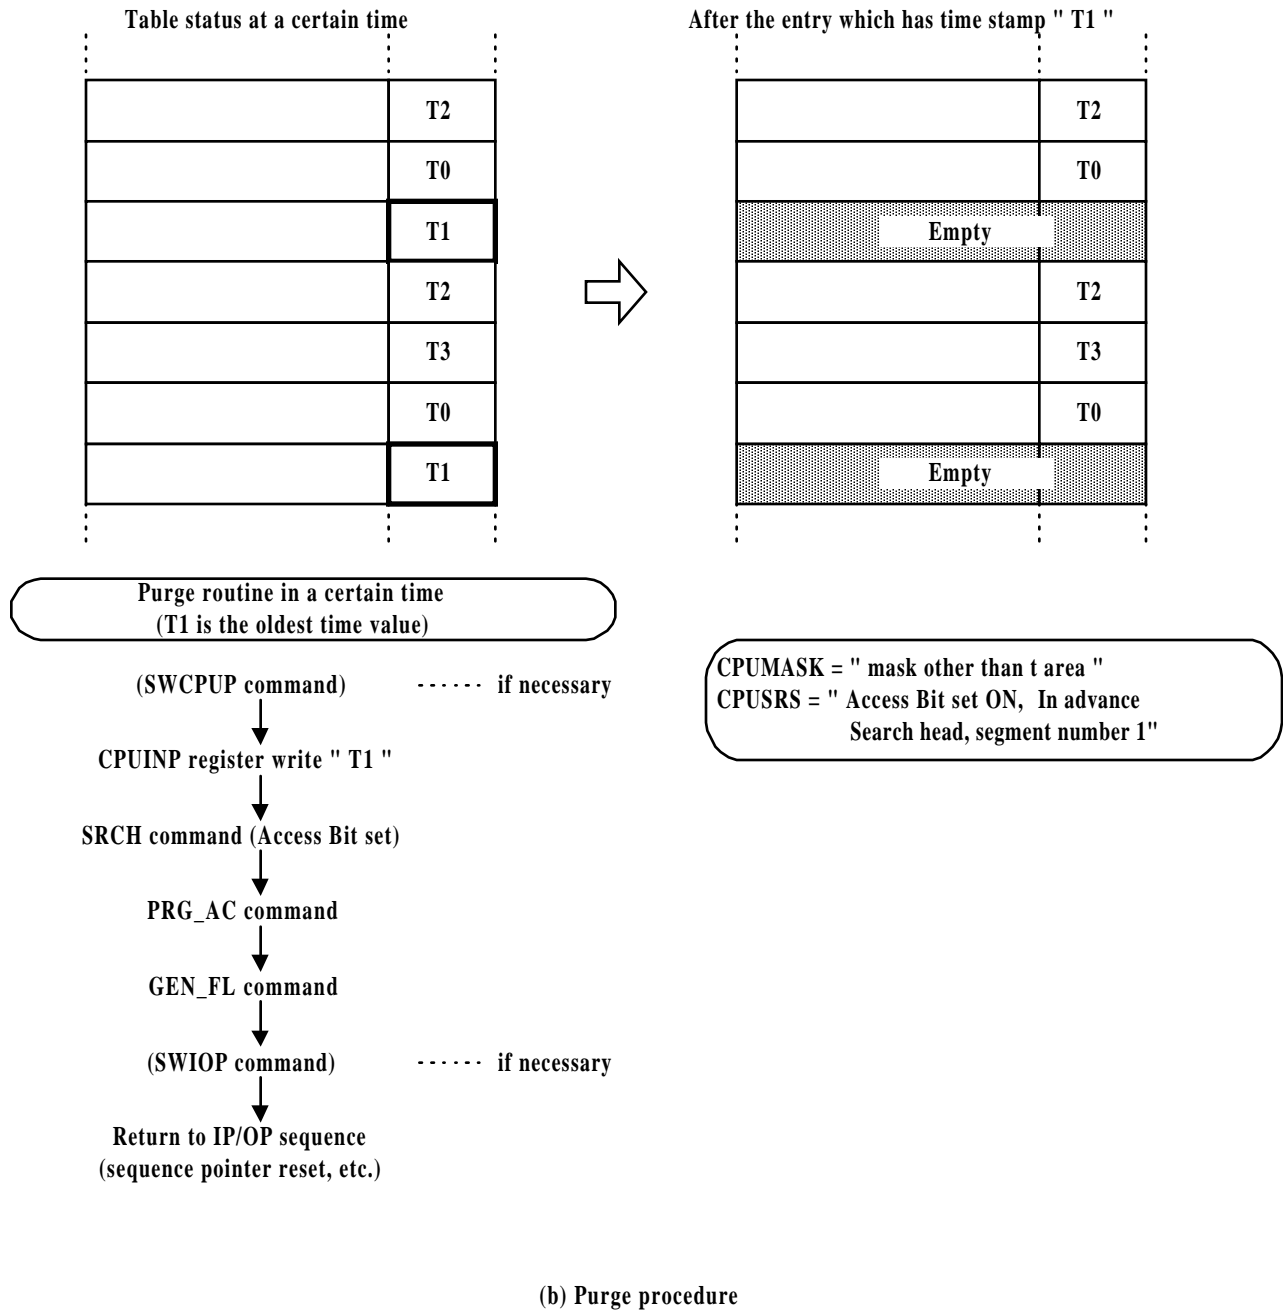 Table status at a certain time
After the entry which has time stamp " T1 "
T2
T0
T1
T2
T3
T0
T1
T2
T0
Empty
T2
T3
T0
Empty
Purge routine in a certain time
(T1 is the oldest time value)
(SWCPUP command) ------ if necessary
CPUINP register write " T1 "
SRCH command (Access Bit set)
PRG_AC command
GEN_FL command
(SWIOP command) ------ if necessary
Return to IP/OP sequence
(sequence pointer reset, etc.)
CPUMASK = " mask other than t area "
CPUSRS = " Access Bit set ON, In advance
Search head, segment number 1"
(b) Purge procedure